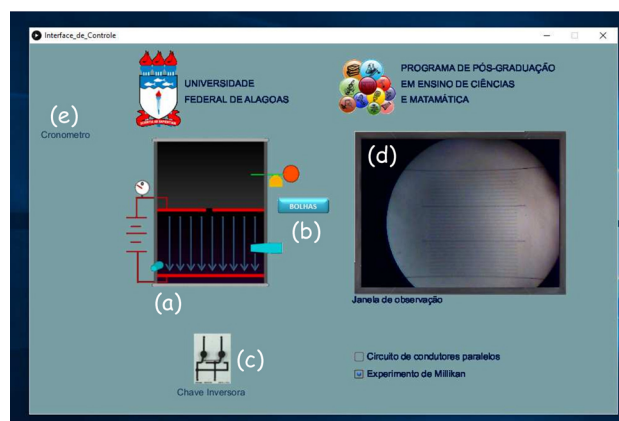 Interface_de_Controle
UNIVERSIDADE
FEDERAL DE ALAGOAS
PROGRAMA DE PÓS-GRADUAÇÃO
EM ENSINO DE CIÊNCIAS
E MATAMÁTICA
(e)
Cronometro
(d)
BOLHAS
(b)
(a)
Janela de observação
(c)
Chave Inversora
Circuito de condutores paralelos
Experimento de Millikan